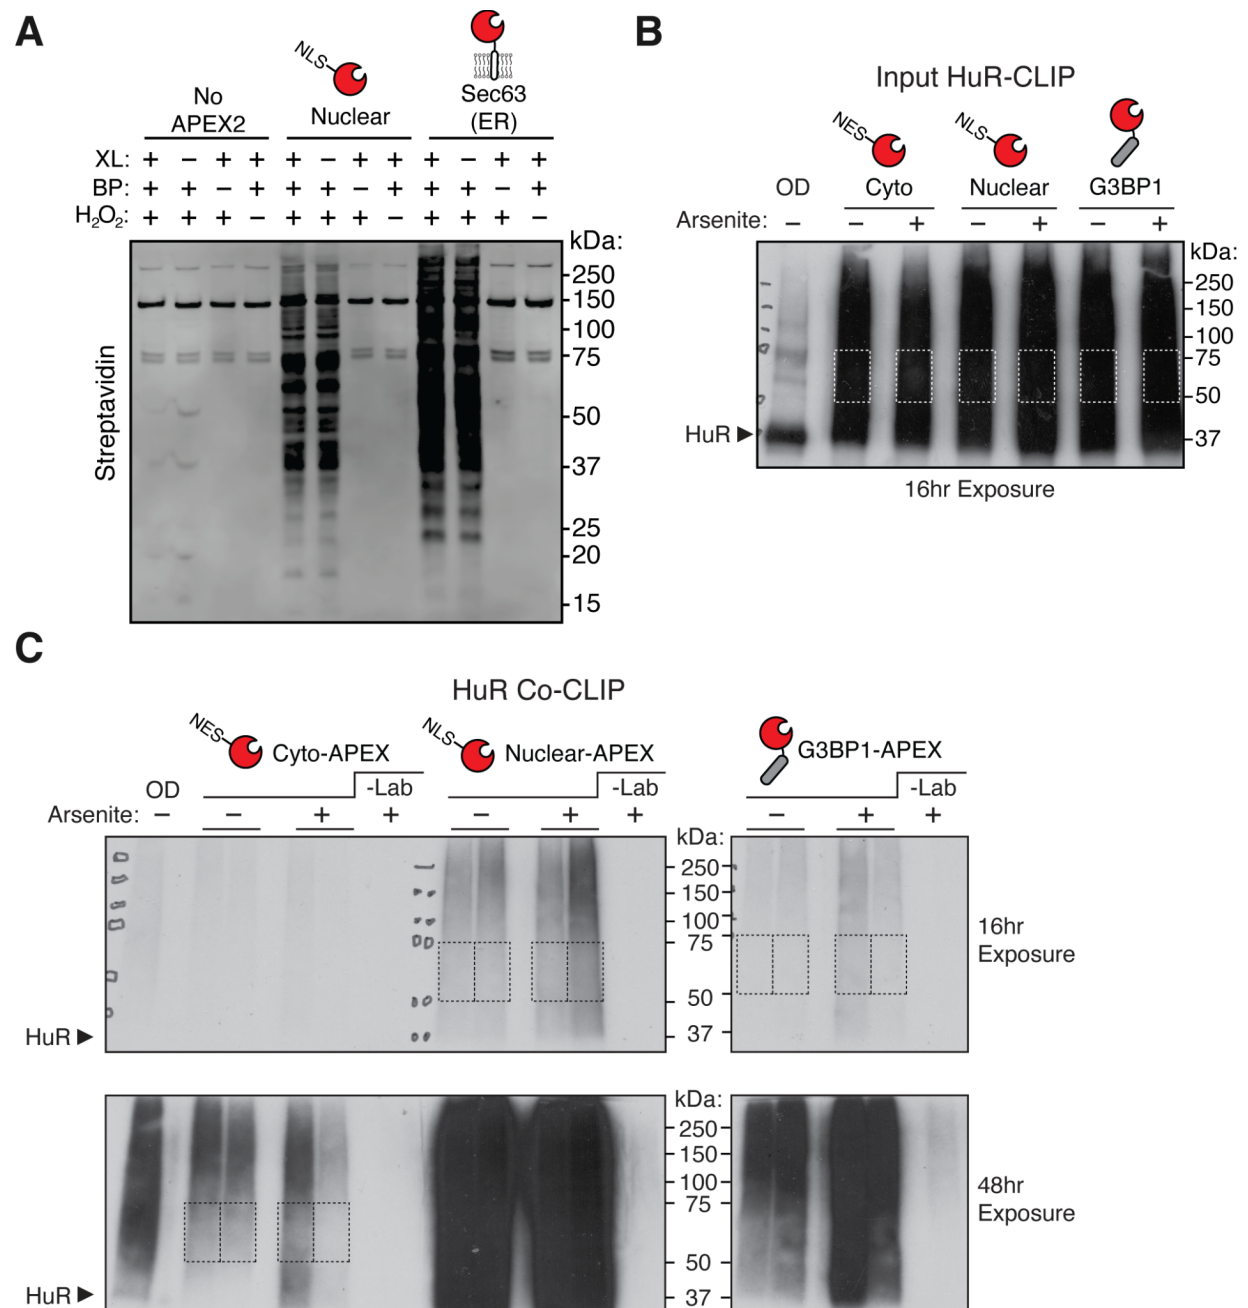 A
No
APEX2
NLS
Nuclear
Sec63
(ER)
XL: + − + + + − + + + − + +
BP: + + − + + + − + + + − +
H₂O₂: + + + − + + + − + + + −
Streptavidin
kDa:
250
150
100
75
50
37
25
20
15
B
Input HuR-CLIP
NES
NLS
OD Cyto Nuclear G3BP1
Arsenite: − − + − + − +
kDa:
250
150
100
75
50
HuR 37
16hr Exposure
C
HuR Co-CLIP
NES
Cyto-APEX
NLS
Nuclear-APEX
G3BP1-APEX
OD -Lab -Lab -Lab
Arsenite: − − + + − + + − + +
kDa:
250
150
100
75
50
37
HuR
16hr
Exposure
kDa:
250
150
100
75
50
37
HuR
48hr
Exposure